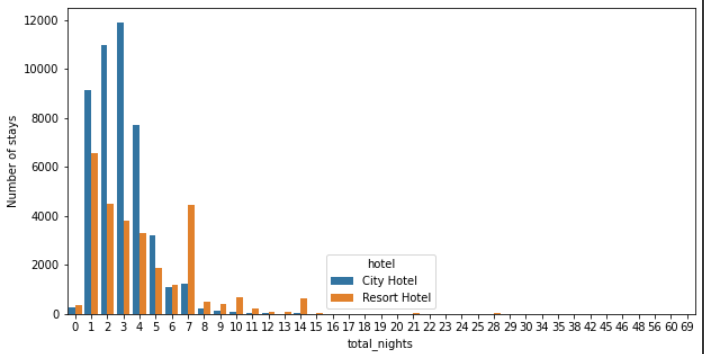 12000
10000
8000
6000
4000
2000
0
Number of stays
hotel
City Hotel
Resort Hotel
0 1 2 3 4 5 6 7 8 9 10 11 12 13 14 15 16 17 18 19 20 21 22 23 24 25 28 29 30 34 35 38 42 45 46 48 56 60 69
total_nights